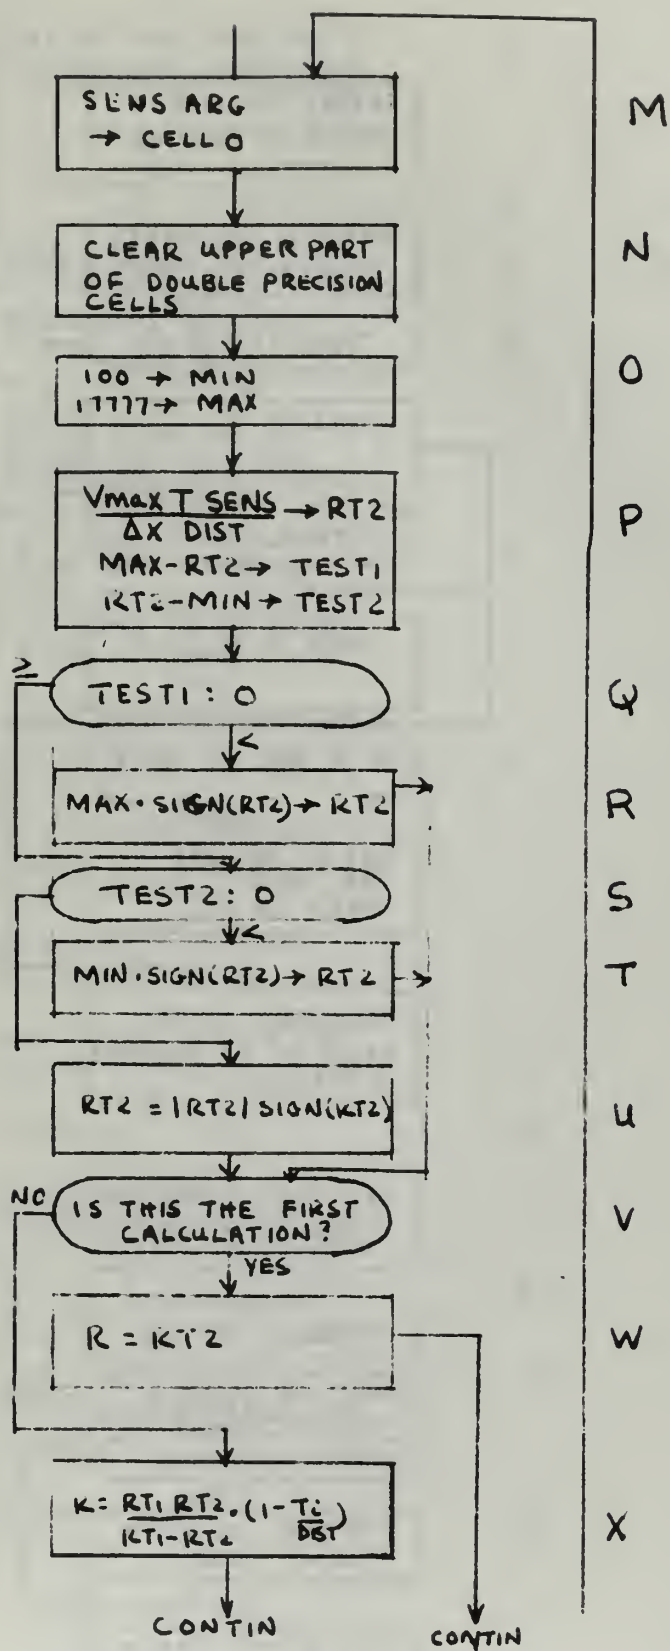 SENS ARG
→ CELL 0
M
CLEAR UPPER PART
OF DOUBLE PRECISION
CELLS
N
100 → MIN
17777 → MAX
O
Vmax T SENS → RT2
ΔX DIST
MAX-RT2 → TEST1
RT2-MIN → TEST2
P
≥
TEST1 : 0
Q
<
MAX · SIGN(RT2) → RT2
R
TEST2 : 0
S
<
MIN · SIGN(RT2) → RT2
T
RT2 = |RT2| SIGN(RT2)
U
NO
IS THIS THE FIRST
CALCULATION?
V
YES
R = RT2
W
R = RT1 RT2 · (1 - Ti
RT1-RT2 DIST)
X
CONTIN
CONTIN